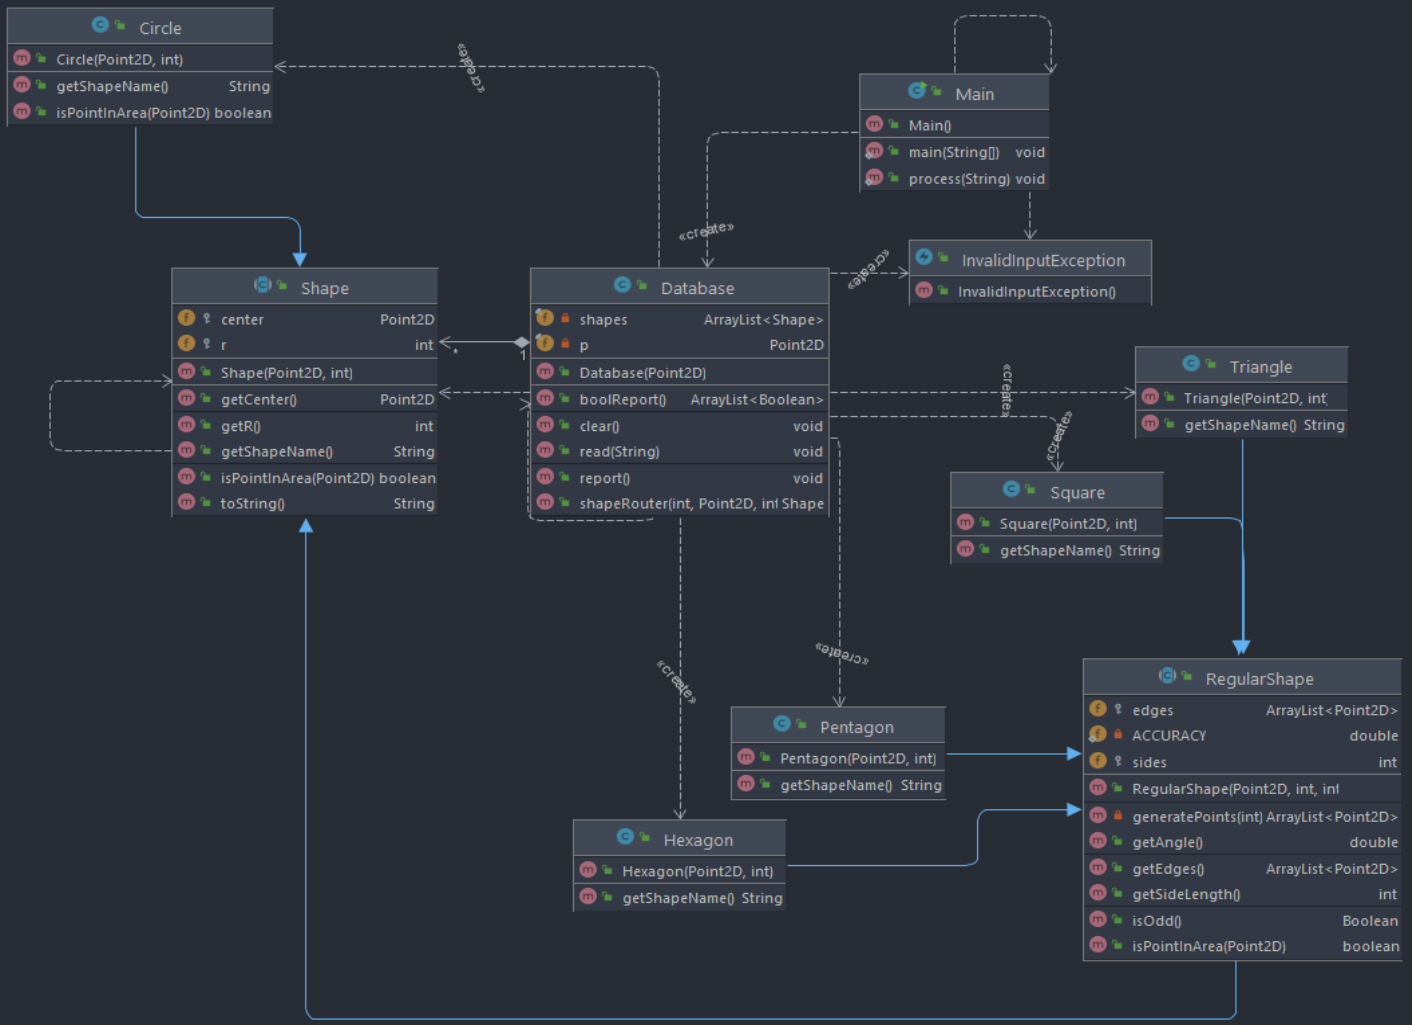 Circle
Circle(Point2D, int)
getShapeName() String
isPointInArea(Point2D) boolean
«create»
Main
Main()
main(String[]) void
process(String) void
«create»
«create»
InvalidInputException
InvalidInputException()
Shape
center Point2D
r int
Shape(Point2D, int)
getCenter() Point2D
getR() int
getShapeName() String
isPointInArea(Point2D) boolean
toString() String
*
1
Database
shapes ArrayList<Shape>
p Point2D
Database(Point2D)
boolReport() ArrayList<Boolean>
clear() void
read(String) void
report() void
shapeRouter(int, Point2D, int Shape
«create»
«create»
Triangle
Triangle(Point2D, int)
getShapeName() String
Square
Square(Point2D, int)
getShapeName() String
«create»
«create»
Pentagon
Pentagon(Point2D, int)
getShapeName() String
Hexagon
Hexagon(Point2D, int)
getShapeName() String
RegularShape
edges ArrayList<Point2D>
ACCURACY double
sides int
RegularShape(Point2D, int, int
generatePoints(int) ArrayList<Point2D>
getAngle() double
getEdges() ArrayList<Point2D>
getSideLength() int
isOdd() Boolean
isPointInArea(Point2D) boolean